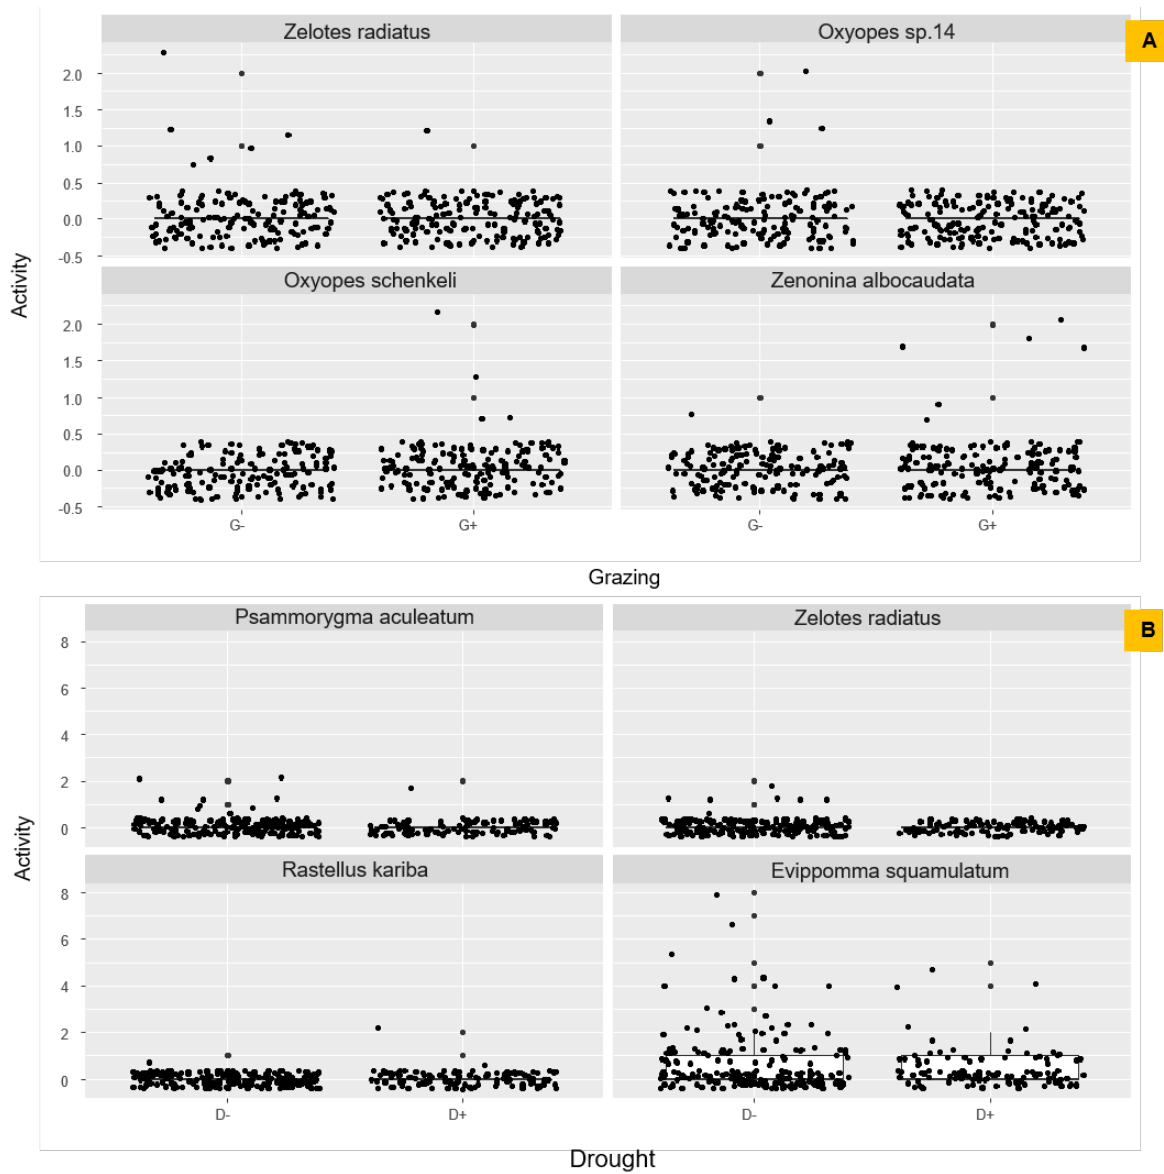 Zelotes radiatus
Oxyopes sp.14
A
2.0
1.5
1.0
0.5
0.0
-0.5
Oxyopes schenkeli
Zenonina albocaudata
2.0
1.5
1.0
0.5
0.0
-0.5
Activity
G-
G+
G-
G+
Grazing
Psammorygma aculeatum
Zelotes radiatus
B
8
6
4
2
0
Rastellus kariba
Evippomma squamulatum
8
6
4
2
0
Activity
D-
D+
D-
D+
Drought